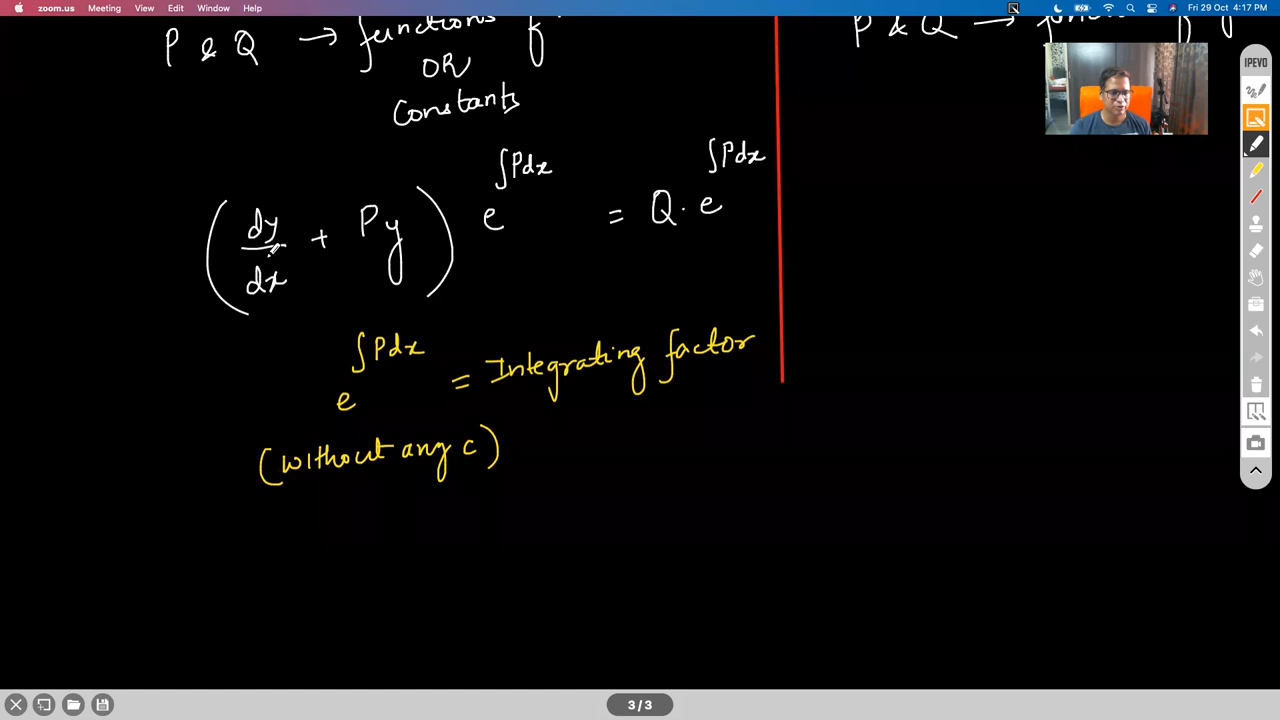 zoom.us Meeting View Edit Window Help Fri 29 Oct 4:17 PM
P & Q → functions of
OR
Constants
P & Q → of
IPEVO
(dy/dx + Py) e^∫Pdx = Q · e^∫Pdx
e^∫Pdx = Integrating factor
(without any c)
3/3